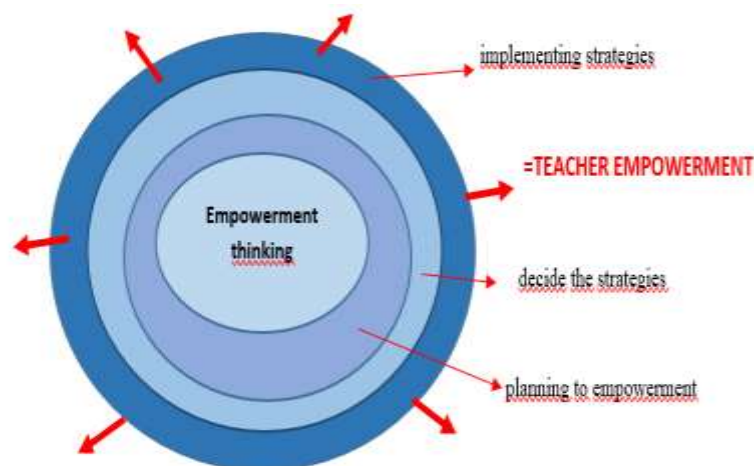 implementing strategies
=TEACHER EMPOWERMENT
Empowerment
thinking
decide the strategies
planning to empowerment